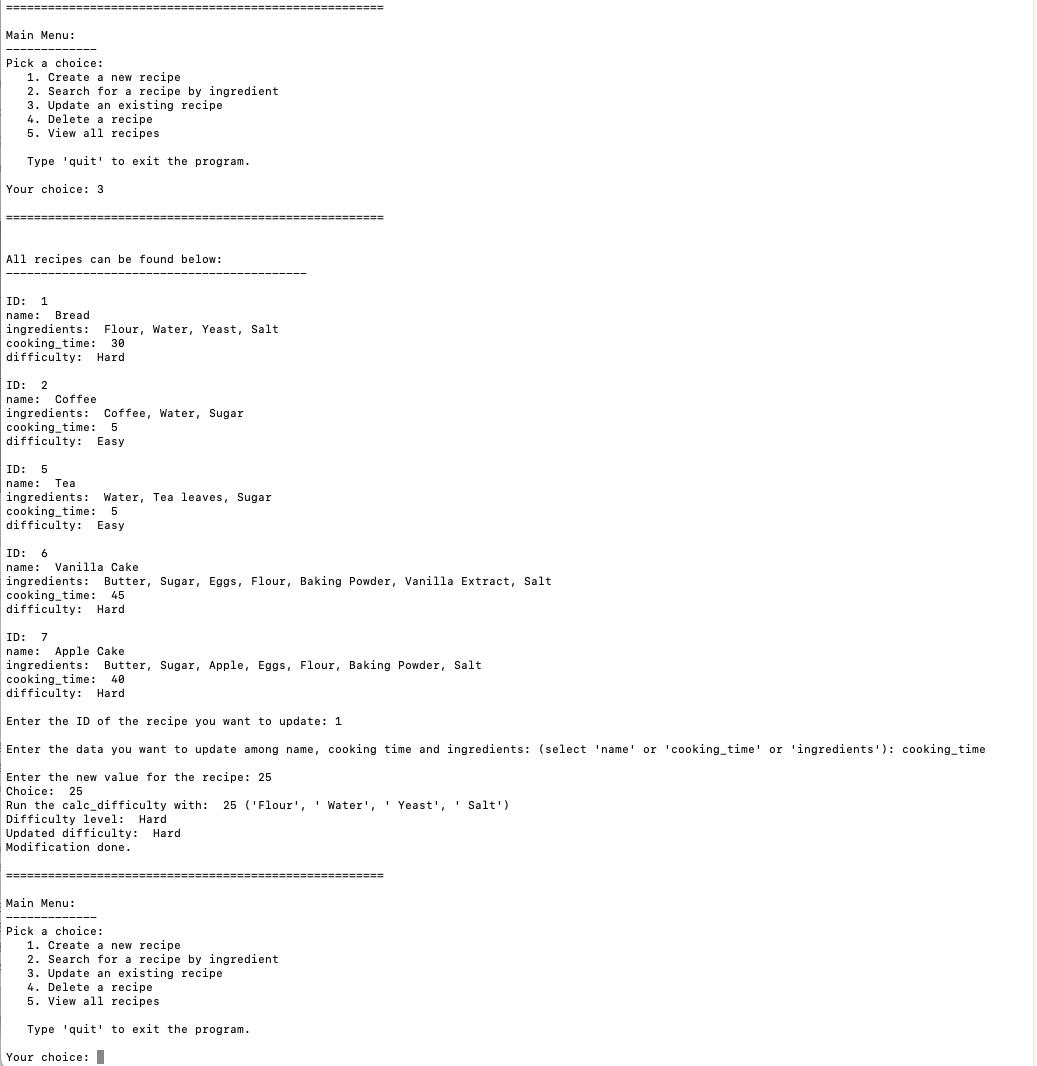 ======================================================
Main Menu:
-------------
Pick a choice:
   1. Create a new recipe
   2. Search for a recipe by ingredient
   3. Update an existing recipe
   4. Delete a recipe
   5. View all recipes
   Type 'quit' to exit the program.
Your choice: 3
======================================================
All recipes can be found below:
-------------------------------------------
ID:  1
name:  Bread
ingredients:  Flour, Water, Yeast, Salt
cooking_time:  30
difficulty:  Hard
ID:  2
name:  Coffee
ingredients:  Coffee, Water, Sugar
cooking_time:  5
difficulty:  Easy
ID:  5
name:  Tea
ingredients:  Water, Tea leaves, Sugar
cooking_time:  5
difficulty:  Easy
ID:  6
name:  Vanilla Cake
ingredients:  Butter, Sugar, Eggs, Flour, Baking Powder, Vanilla Extract, Salt
cooking_time:  45
difficulty:  Hard
ID:  7
name:  Apple Cake
ingredients:  Butter, Sugar, Apple, Eggs, Flour, Baking Powder, Salt
cooking_time:  40
difficulty:  Hard
Enter the ID of the recipe you want to update: 1
Enter the data you want to update among name, cooking time and ingredients: (select 'name' or 'cooking_time' or 'ingredients'): cooking_time
Enter the new value for the recipe: 25
Choice:  25
Run the calc_difficulty with:  25 ('Flour', ' Water', ' Yeast', ' Salt')
Difficulty level:  Hard
Updated difficulty:  Hard
Modification done.
======================================================
Main Menu:
-------------
Pick a choice:
   1. Create a new recipe
   2. Search for a recipe by ingredient
   3. Update an existing recipe
   4. Delete a recipe
   5. View all recipes
   Type 'quit' to exit the program.
Your choice: